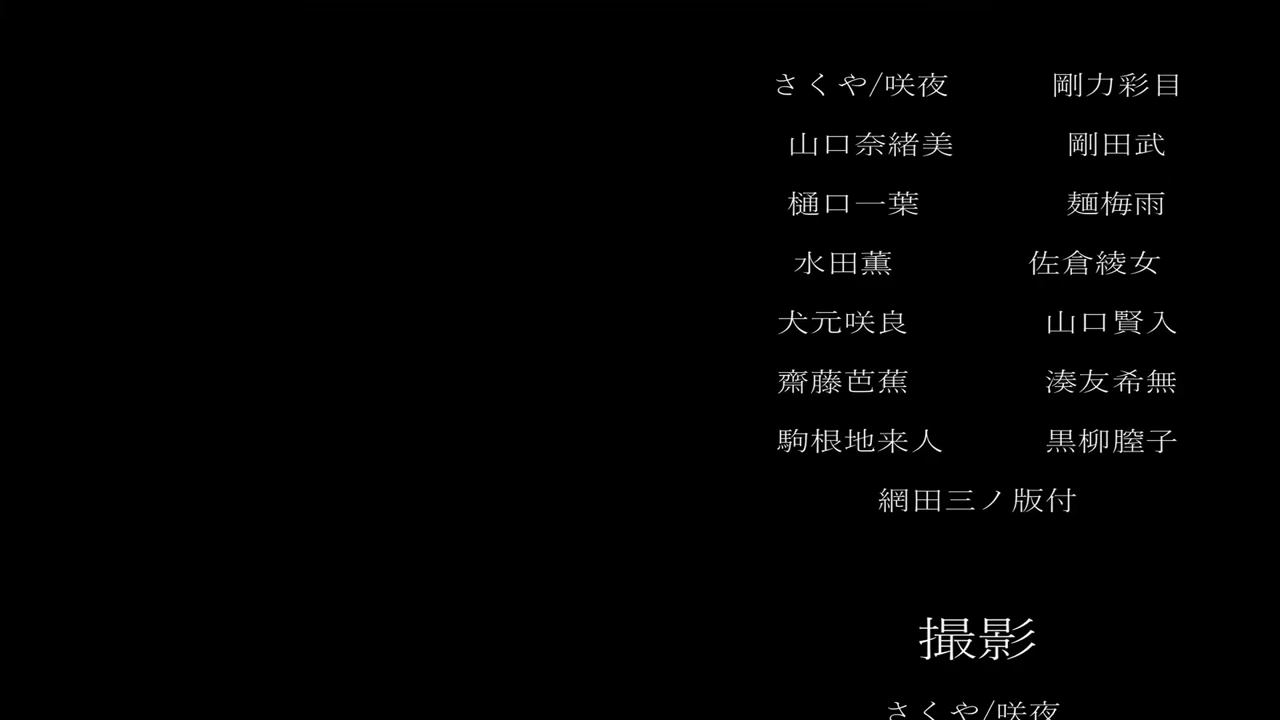 さくや/咲夜 剛力彩目
山口奈緒美 剛田武
樋口一葉 麺梅雨
水田薫 佐倉綾女
犬元咲良 山口賢入
齋藤芭蕉 湊友希無
駒根地来人 黒柳膣子
網田三ノ版付
撮影
さくや/咲夜